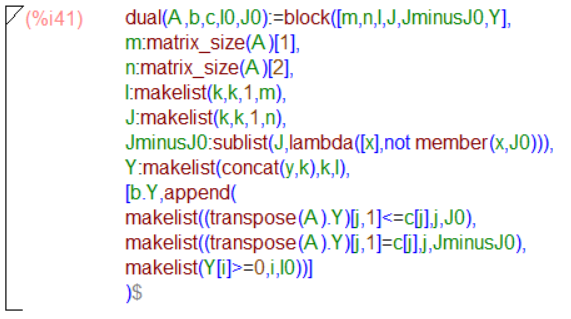 (%i41) dual(A,b,c,I0,J0):=block([m,n,I,J,JminusJ0,Y],
m:matrix_size(A)[1],
n:matrix_size(A)[2],
I:makelist(k,k,1,m),
J:makelist(k,k,1,n),
JminusJ0:sublist(J,lambda([x],not member(x,J0))),
Y:makelist(concat(y,k),k,I),
[b.Y,append(
makelist((transpose(A).Y)[j,1]<=c[j],j,J0),
makelist((transpose(A).Y)[j,1]=c[j],j,JminusJ0),
makelist(Y[i]>=0,i,I0))]
)$